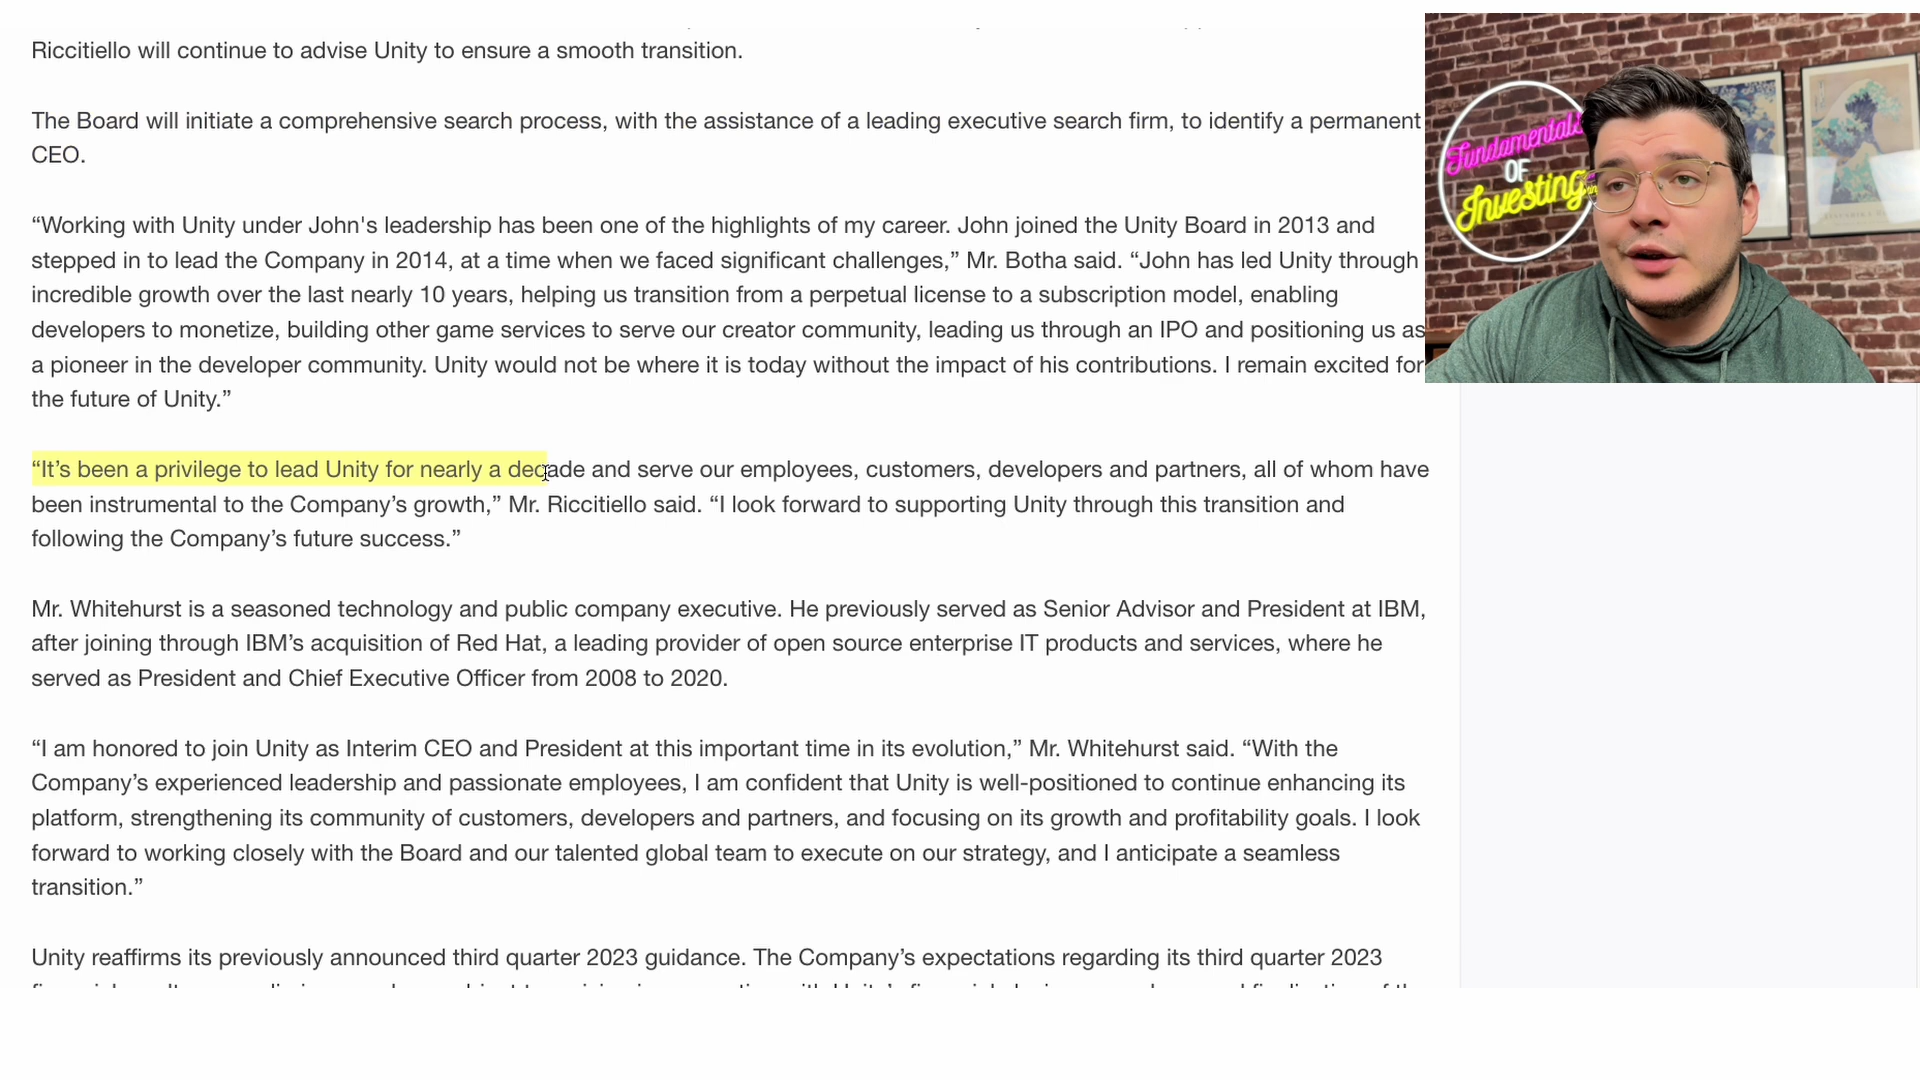 Riccitiello will continue to advise Unity to ensure a smooth transition.
The Board will initiate a comprehensive search process, with the assistance of a leading executive search firm, to identify a permanent
CEO.
“Working with Unity under John's leadership has been one of the highlights of my career. John joined the Unity Board in 2013 and
stepped in to lead the Company in 2014, at a time when we faced significant challenges,” Mr. Botha said. “John has led Unity through
incredible growth over the last nearly 10 years, helping us transition from a perpetual license to a subscription model, enabling
developers to monetize, building other game services to serve our creator community, leading us through an IPO and positioning us as
a pioneer in the developer community. Unity would not be where it is today without the impact of his contributions. I remain excited for
the future of Unity.”
“It’s been a privilege to lead Unity for nearly a decade and serve our employees, customers, developers and partners, all of whom have
been instrumental to the Company’s growth,” Mr. Riccitiello said. “I look forward to supporting Unity through this transition and
following the Company’s future success.”
Mr. Whitehurst is a seasoned technology and public company executive. He previously served as Senior Advisor and President at IBM,
after joining through IBM’s acquisition of Red Hat, a leading provider of open source enterprise IT products and services, where he
served as President and Chief Executive Officer from 2008 to 2020.
“I am honored to join Unity as Interim CEO and President at this important time in its evolution,” Mr. Whitehurst said. “With the
Company’s experienced leadership and passionate employees, I am confident that Unity is well-positioned to continue enhancing its
platform, strengthening its community of customers, developers and partners, and focusing on its growth and profitability goals. I look
forward to working closely with the Board and our talented global team to execute on our strategy, and I anticipate a seamless
transition.”
Unity reaffirms its previously announced third quarter 2023 guidance. The Company’s expectations regarding its third quarter 2023
Fundamentals
OF
Investing